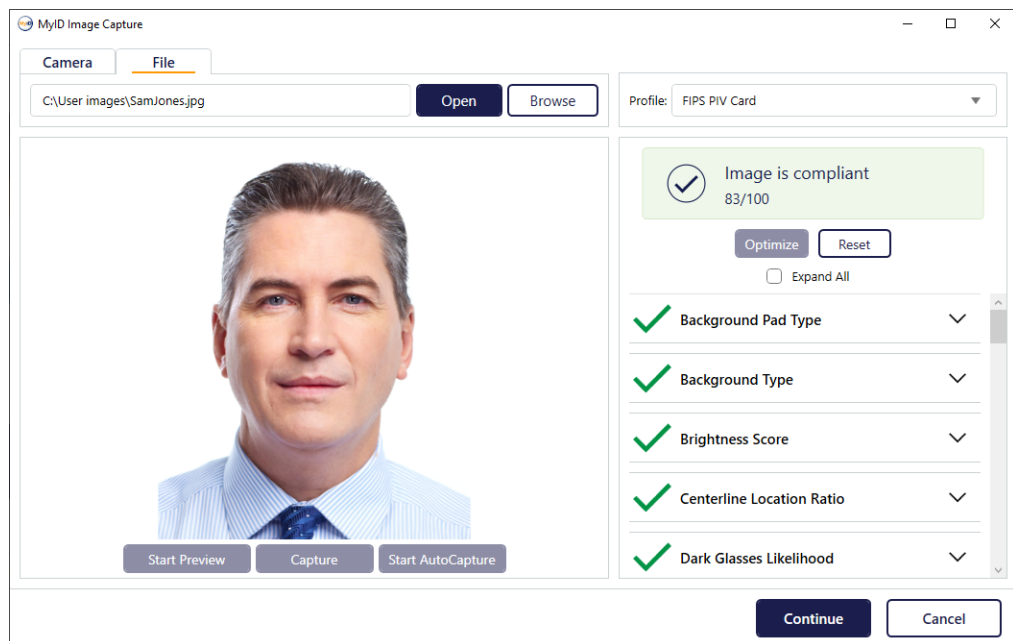 MyID Image Capture
Camera
File
C:\User images\SamJones.jpg
Open
Browse
Profile:
FIPS PIV Card
Image is compliant
83/100
Optimize
Reset
Expand All
Background Pad Type
Background Type
Brightness Score
Centerline Location Ratio
Dark Glasses Likelihood
Start Preview
Capture
Start AutoCapture
Continue
Cancel